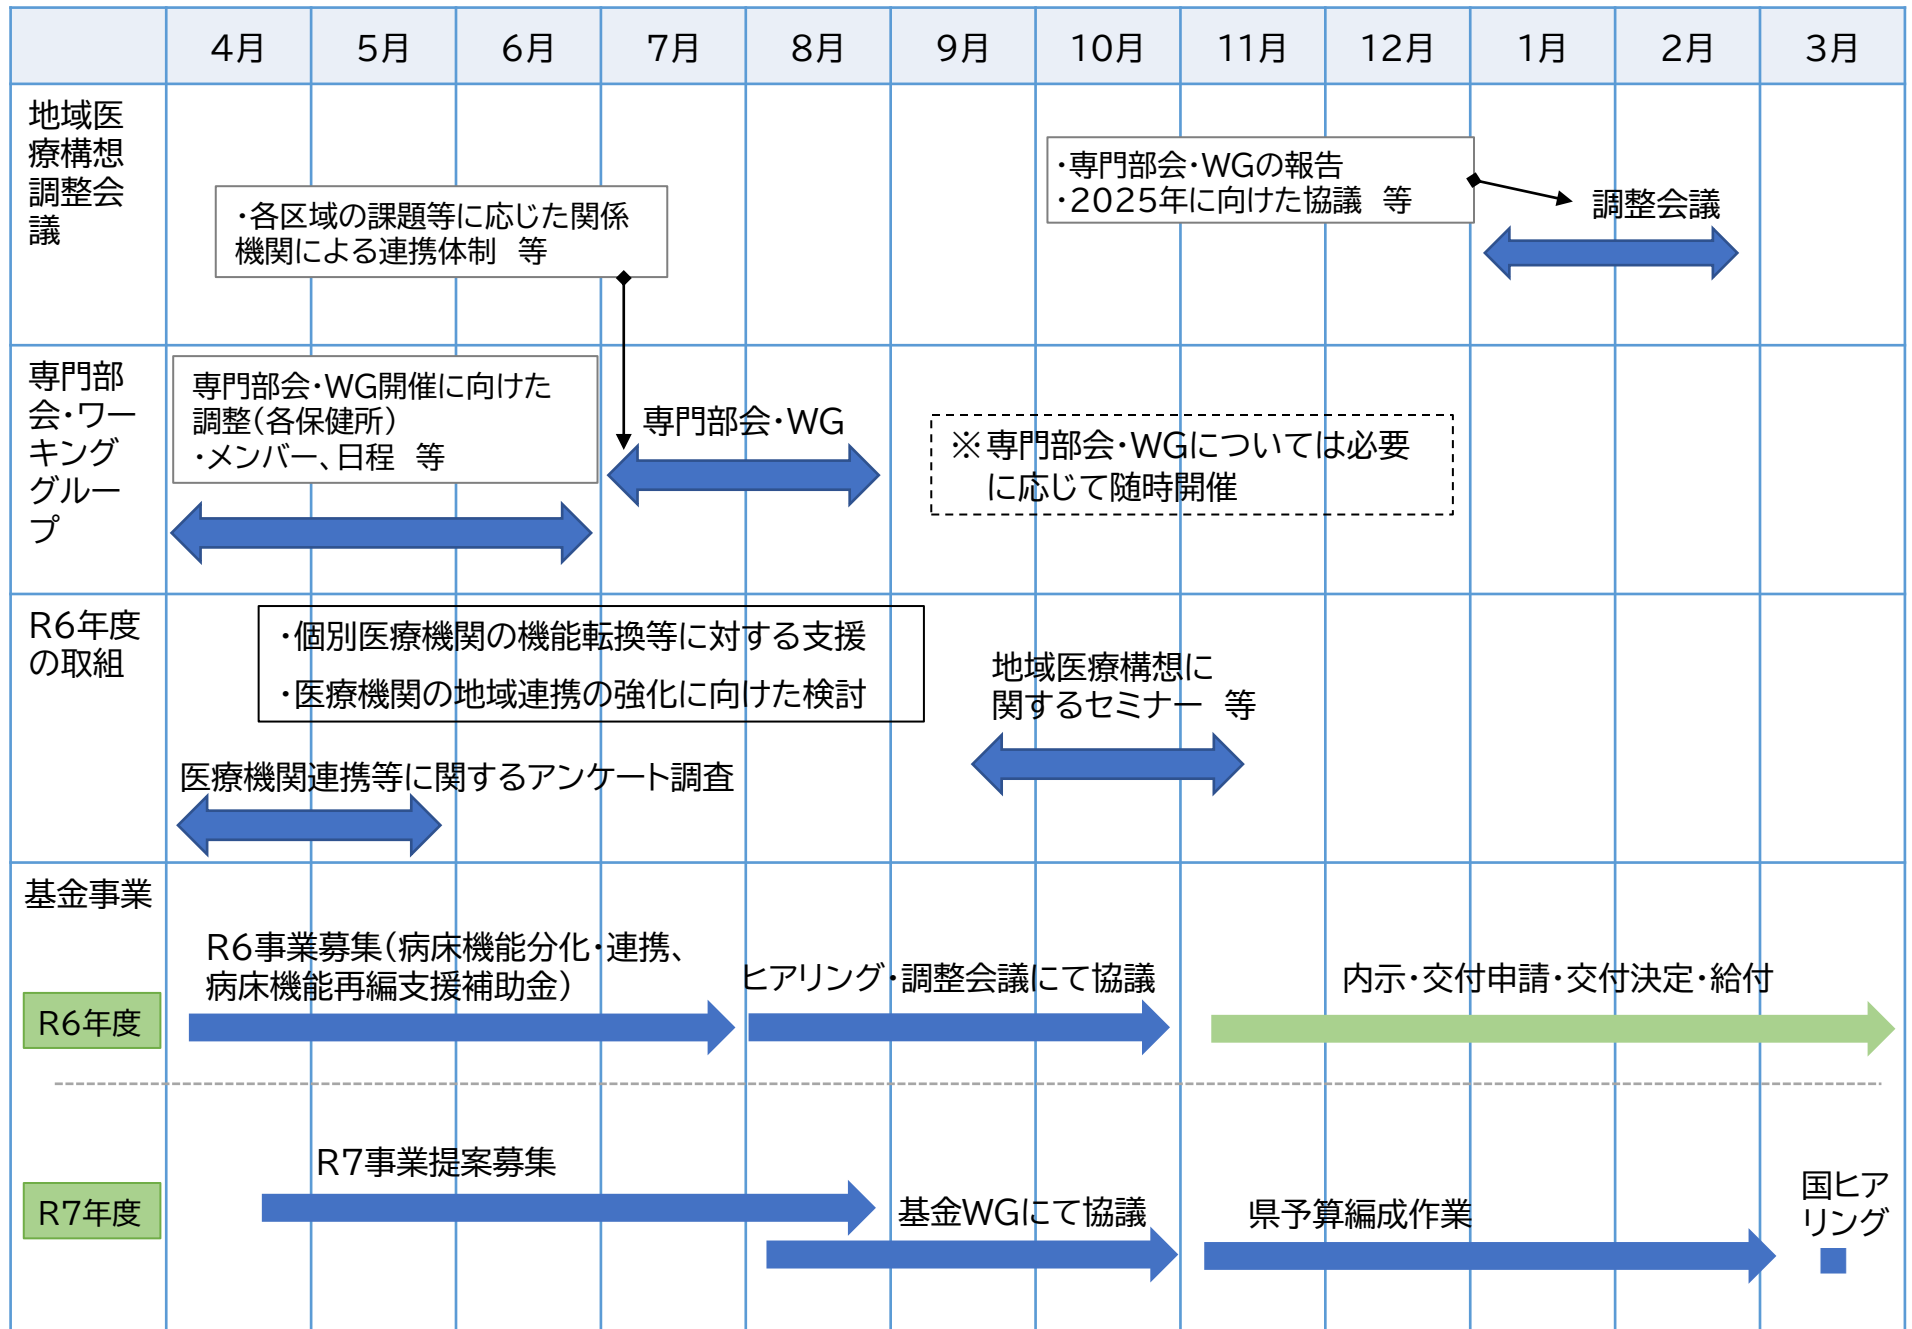 4月 5月 6月 7月 8月 9月 10月 11月 12月 1月 2月 3月
地域医
療構想
調整会
議
・各区域の課題等に応じた関係
機関による連携体制　等
・専門部会・WGの報告
・2025年に向けた協議　等
調整会議
専門部
会・ワー
キング
グルー
プ
専門部会・WG開催に向けた
調整（各保健所）
・メンバー、日程　等
専門部会・WG
※専門部会・WGについては必要
に応じて随時開催
R6年度
の取組
・個別医療機関の機能転換等に対する支援
・医療機関の地域連携の強化に向けた検討
地域医療構想に
関するセミナー　等
医療機関連携等に関するアンケート調査
基金事業
R6年度
R6事業募集（病床機能分化・連携、
病床機能再編支援補助金）
ヒアリング・調整会議にて協議
内示・交付申請・交付決定・給付
R7年度
R7事業提案募集
基金WGにて協議
県予算編成作業
国ヒア
リング